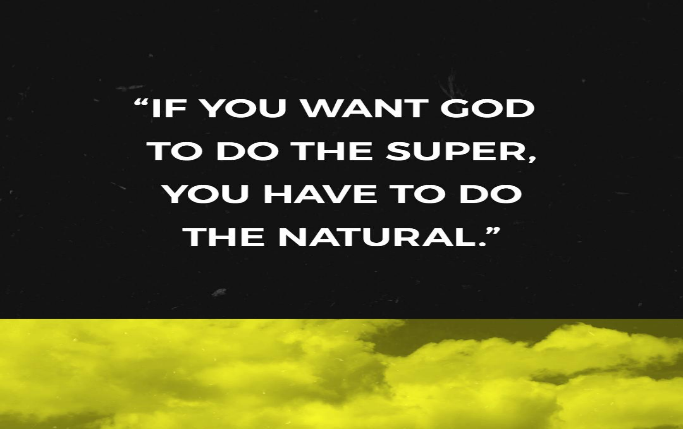 “IF YOU WANT GOD
TO DO THE SUPER,
YOU HAVE TO DO
THE NATURAL.”